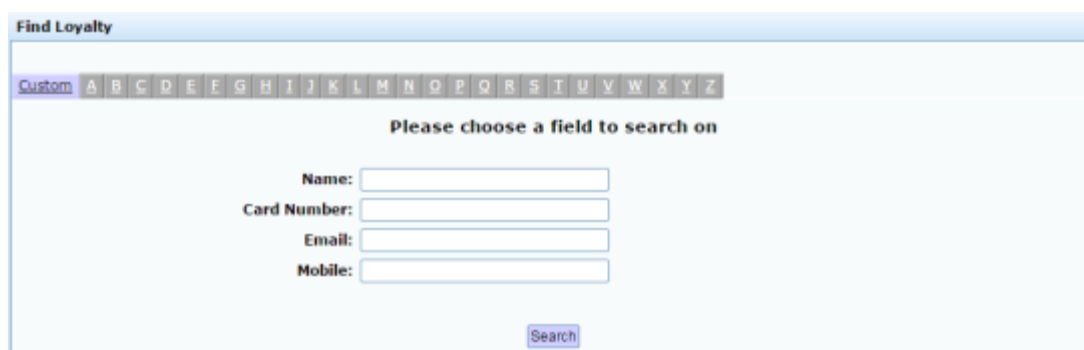 Find Loyalty
Custom A B C D E F G H I J K L M N O P Q R S T U V W X Y Z
Please choose a field to search on
Name:
Card Number:
Email:
Mobile:
Search